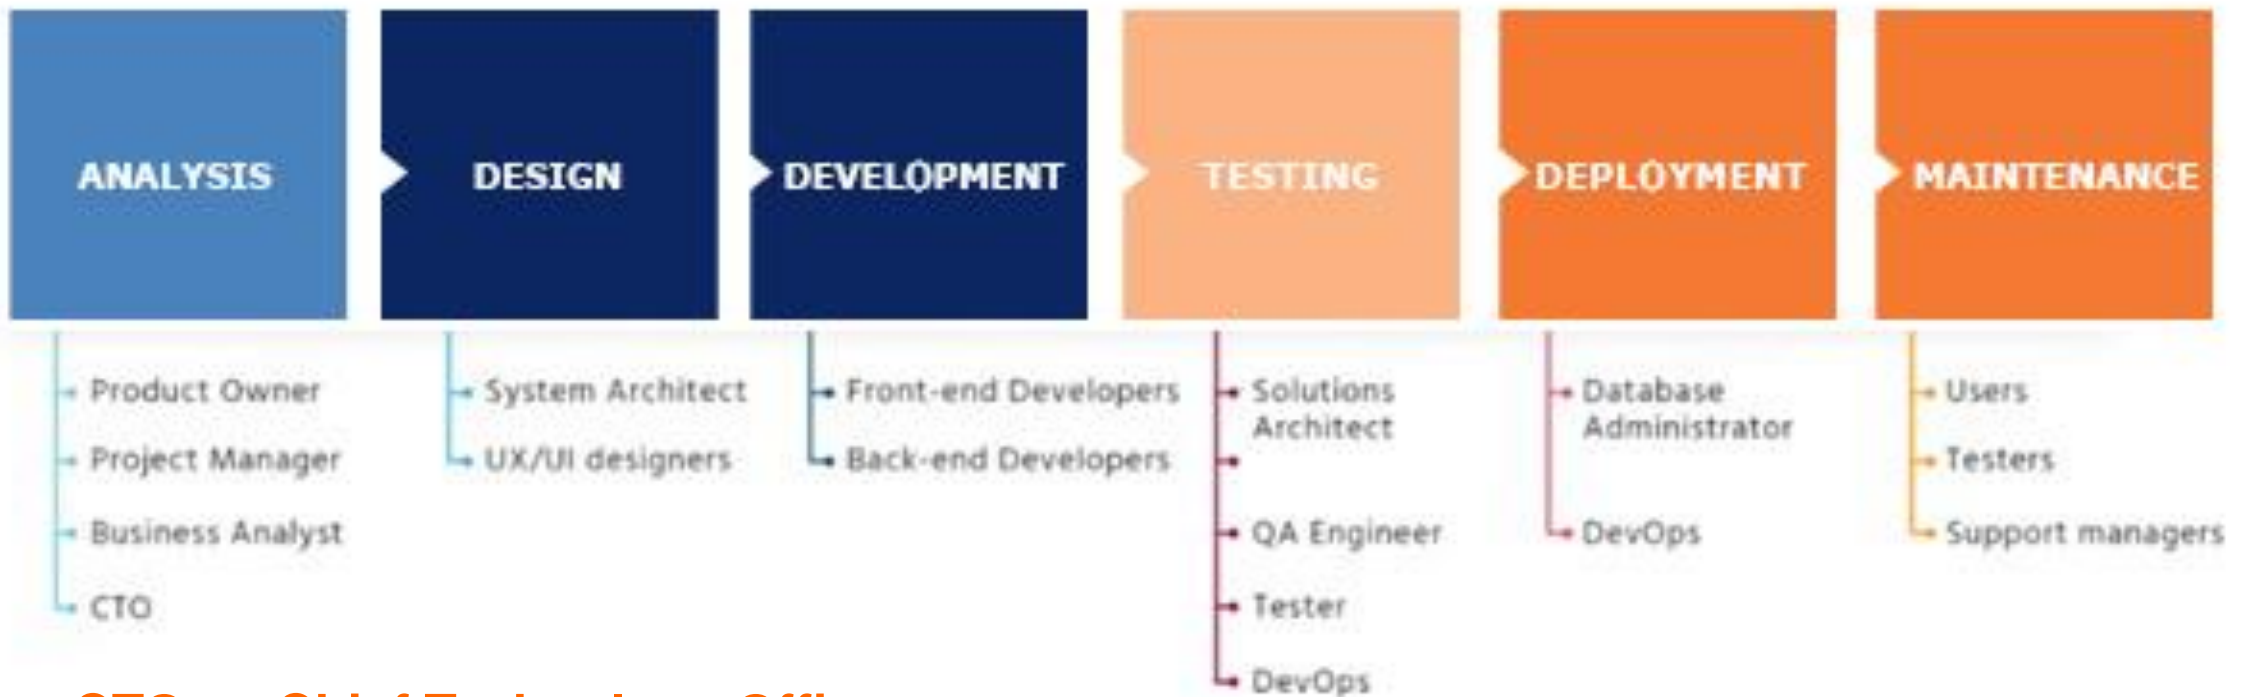 ANALYSIS
DESIGN
DEVELOPMENT
TESTING
DEPLOYMENT
MAINTENANCE
Product Owner
Project Manager
Business Analyst
CTO
System Architect
UX/UI designers
Front-end Developers
Back-end Developers
Solutions
Architect
QA Engineer
Tester
DevOps
Database
Administrator
DevOps
Users
Testers
Support managers